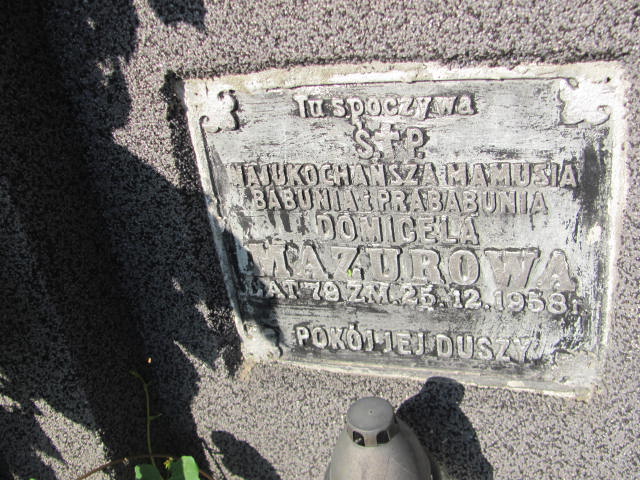 Tu spoczywa
Ś✝P.
NAJUKOCHAŃSZA MAMUSIA
BABUNIA I PRABABUNIA
DOMICELA
MAZUROWA
LAT 79 ZM. 25.12.1958 r.
POKÓJ JEJ DUSZY